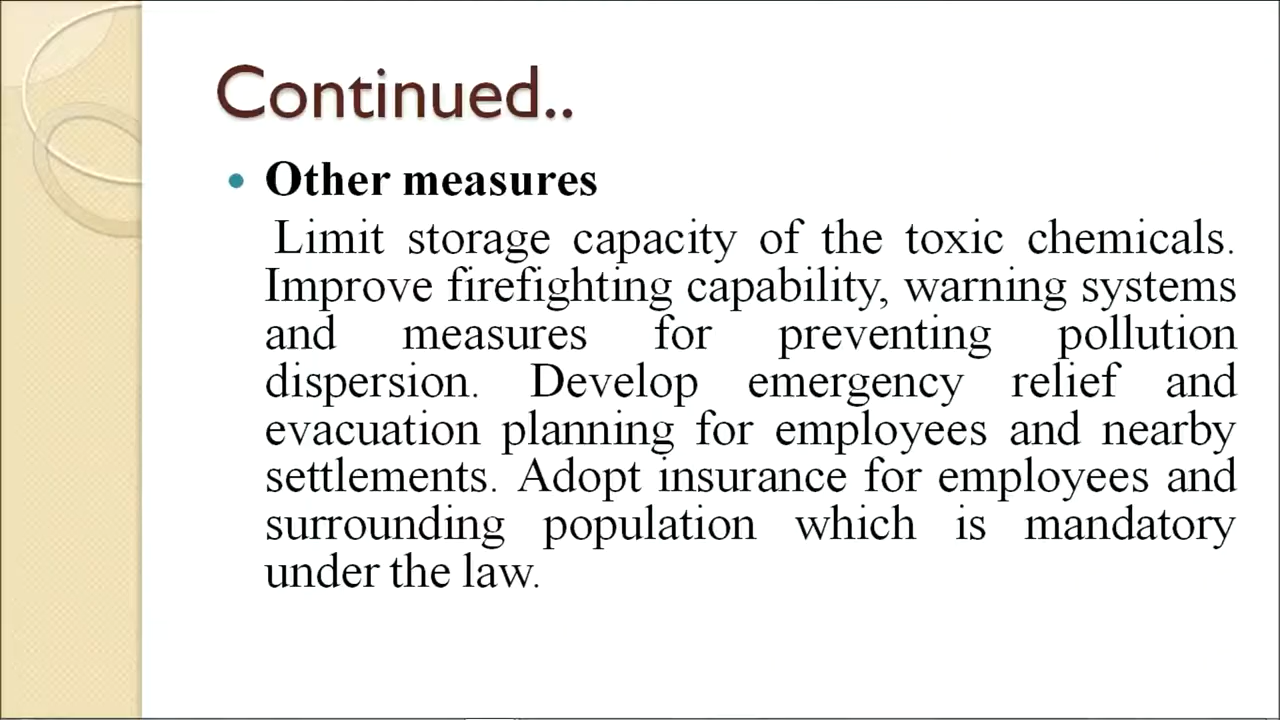 Continued..
• Other measures
Limit storage capacity of the toxic chemicals.
Improve firefighting capability, warning systems
and measures for preventing pollution
dispersion. Develop emergency relief and
evacuation planning for employees and nearby
settlements. Adopt insurance for employees and
surrounding population which is mandatory
under the law.